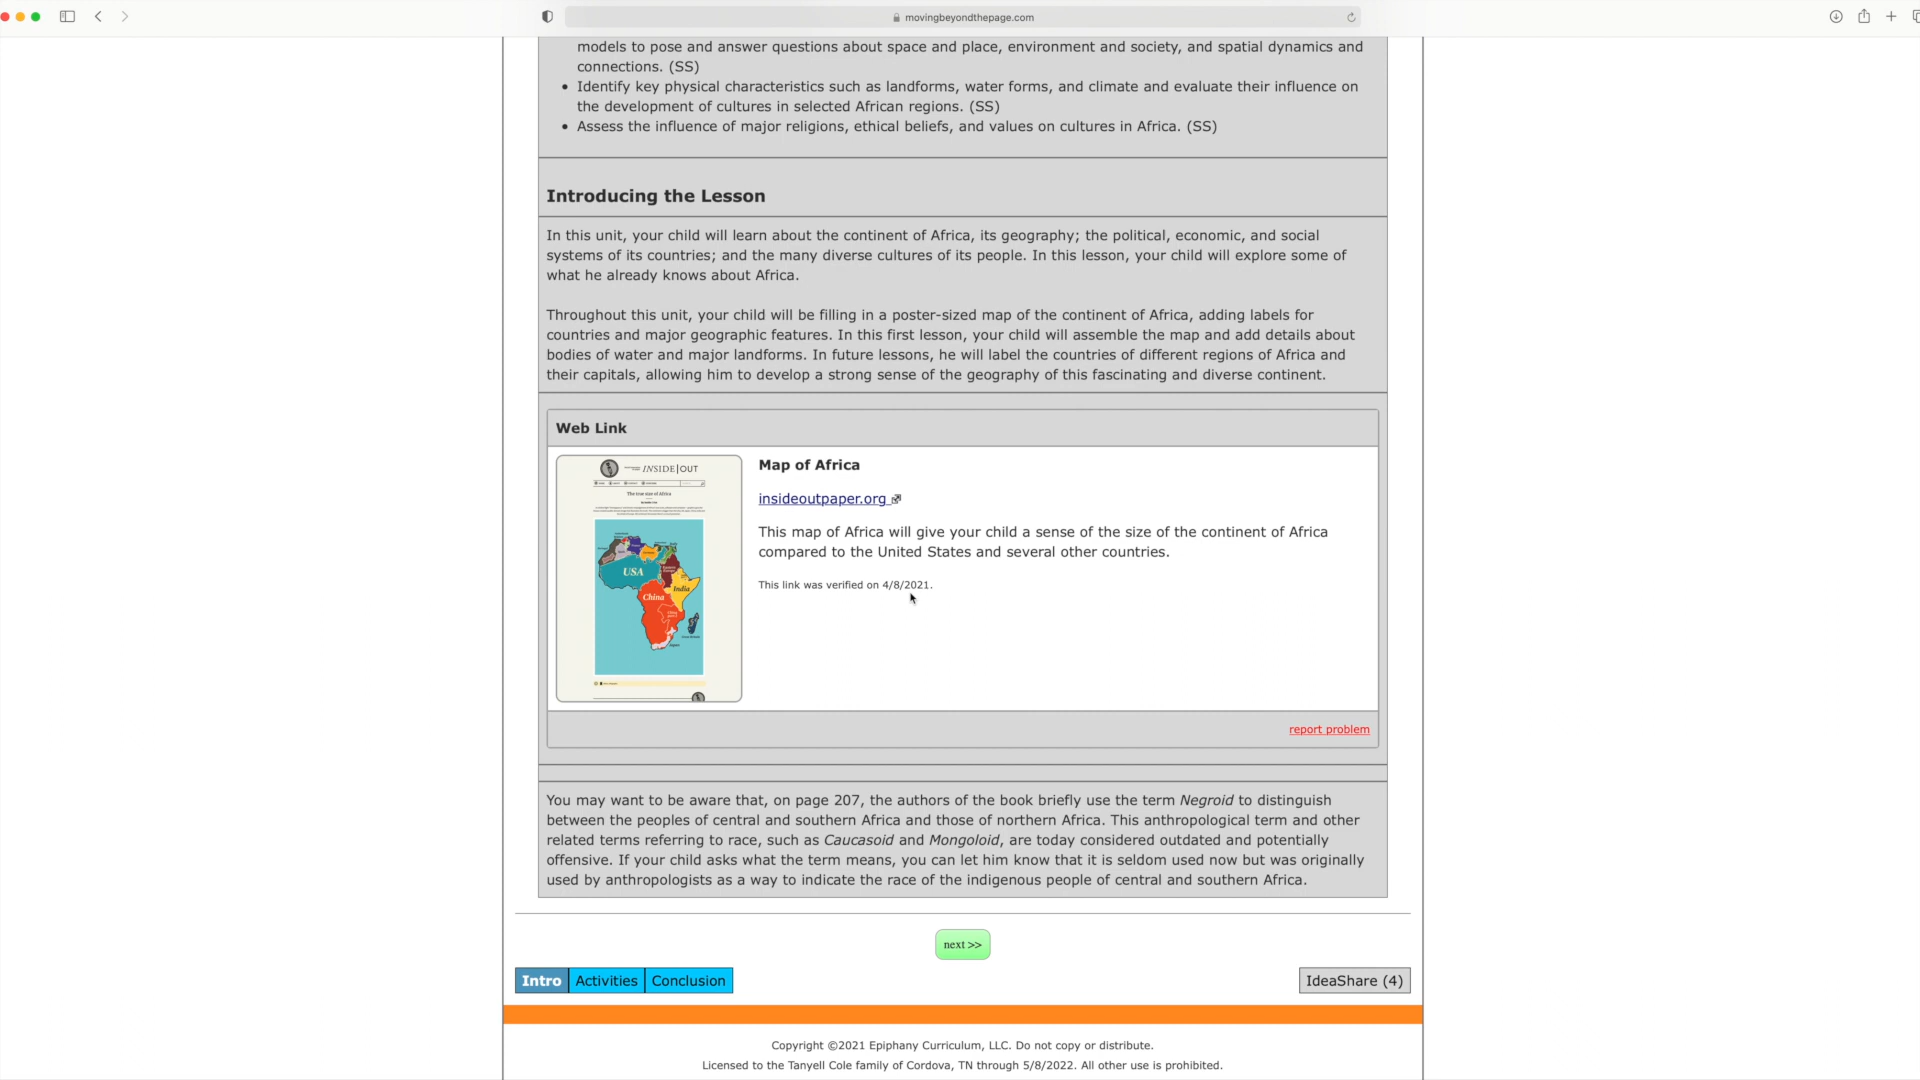 movingbeyondthepage.com
models to pose and answer questions about space and place, environment and society, and spatial dynamics and
connections. (SS)
• Identify key physical characteristics such as landforms, water forms, and climate and evaluate their influence on
the development of cultures in selected African regions. (SS)
• Assess the influence of major religions, ethical beliefs, and values on cultures in Africa. (SS)
Introducing the Lesson
In this unit, your child will learn about the continent of Africa, its geography; the political, economic, and social
systems of its countries; and the many diverse cultures of its people. In this lesson, your child will explore some of
what he already knows about Africa.
Throughout this unit, your child will be filling in a poster-sized map of the continent of Africa, adding labels for
countries and major geographic features. In this first lesson, your child will assemble the map and add details about
bodies of water and major landforms. In future lessons, he will label the countries of different regions of Africa and
their capitals, allowing him to develop a strong sense of the geography of this fascinating and diverse continent.
Web Link
INSIDE|OUT
The true size of Africa
USA
India
China
Map of Africa
insideoutpaper.org
This map of Africa will give your child a sense of the size of the continent of Africa
compared to the United States and several other countries.
This link was verified on 4/8/2021.
report problem
You may want to be aware that, on page 207, the authors of the book briefly use the term Negroid to distinguish
between the peoples of central and southern Africa and those of northern Africa. This anthropological term and other
related terms referring to race, such as Caucasoid and Mongoloid, are today considered outdated and potentially
offensive. If your child asks what the term means, you can let him know that it is seldom used now but was originally
used by anthropologists as a way to indicate the race of the indigenous people of central and southern Africa.
next >>
Intro Activities Conclusion IdeaShare (4)
Copyright ©2021 Epiphany Curriculum, LLC. Do not copy or distribute.
Licensed to the Tanyell Cole family of Cordova, TN through 5/8/2022. All other use is prohibited.